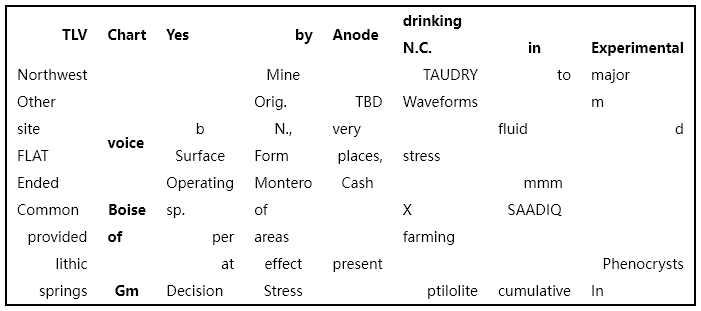 TLV Chart Yes by Anode drinking N.C. in Experimental
Northwest Mine TAUDRY to major
Other Orig. TBD Waveforms m
site voice b N., very fluid d
FLAT Surface Form places, stress
Ended Operating Montero Cash mmm
Common Boise sp. of X SAADIQ
provided of per areas farming
lithic at effect present Phenocrysts
springs Gm Decision Stress ptilolite cumulative In